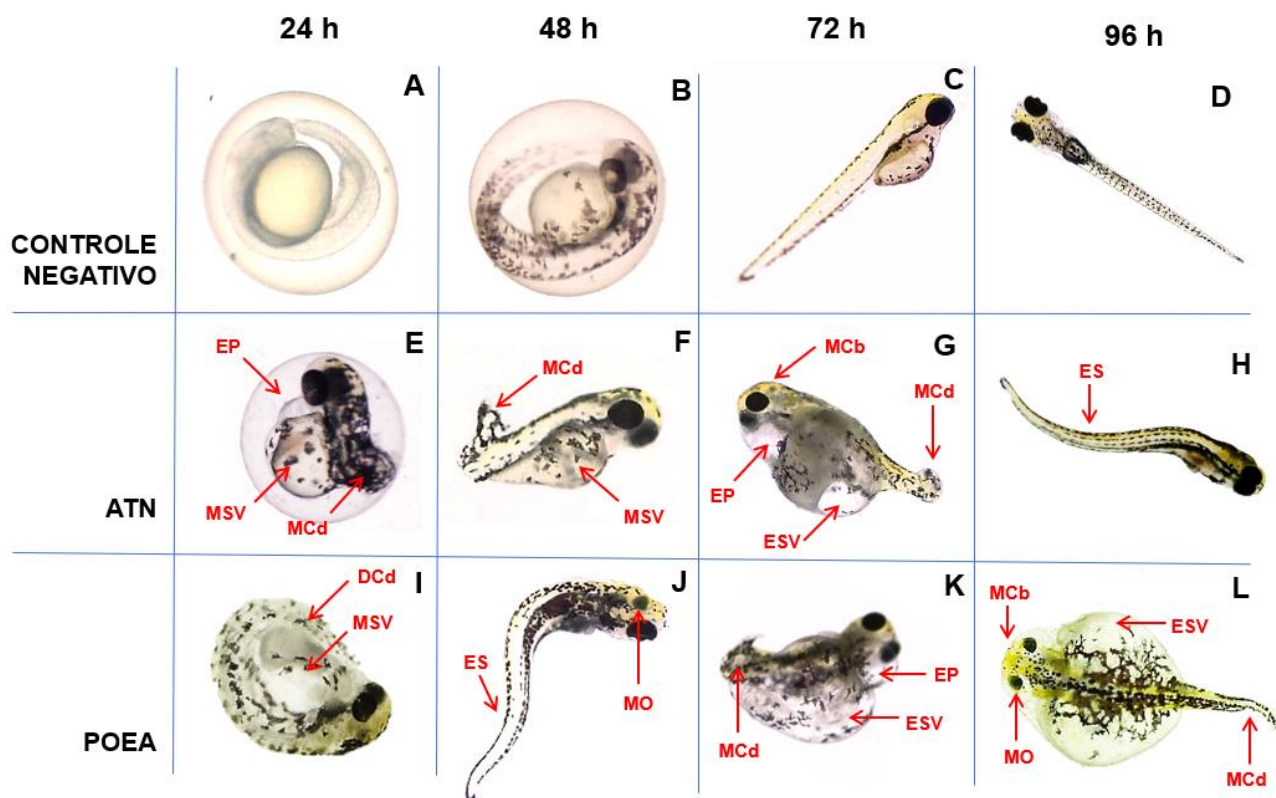 24 h
48 h
72 h
96 h
A
B
C
D
CONTROLE
NEGATIVO
EP
E
MSV
MCd
F
MCd
MSV
G
MCb
MCd
EP
ESV
H
ES
ATN
I
DCd
MSV
J
ES
MO
K
MCd
EP
ESV
L
MCb
ESV
MO
MCd
POEA